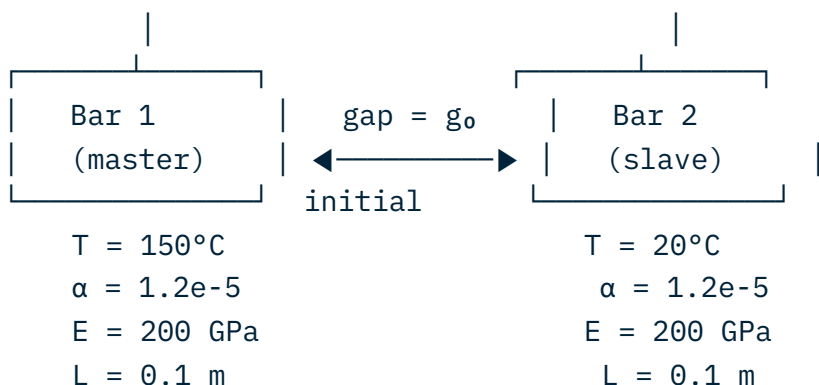 Bar 1 gap = g₀ Bar 2
(master) (slave)
initial
T = 150°C T = 20°C
α = 1.2e-5 α = 1.2e-5
E = 200 GPa E = 200 GPa
L = 0.1 m L = 0.1 m